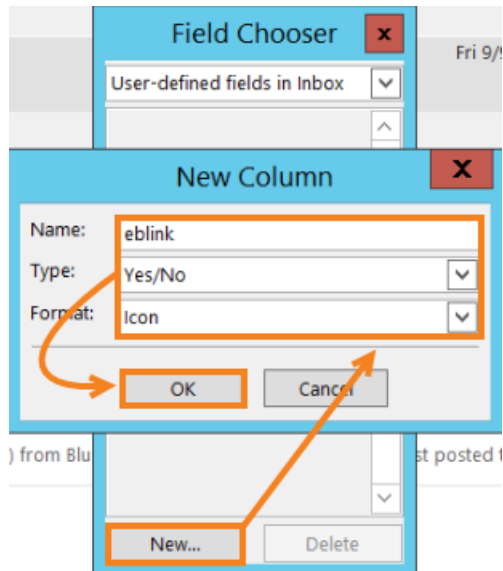 Field Chooser x
Fri 9/9
User-defined fields in Inbox
New Column x
Name: eblink
Type: Yes/No
Format: Icon
OK Cancel
) from Blu st posted t
New... Delete